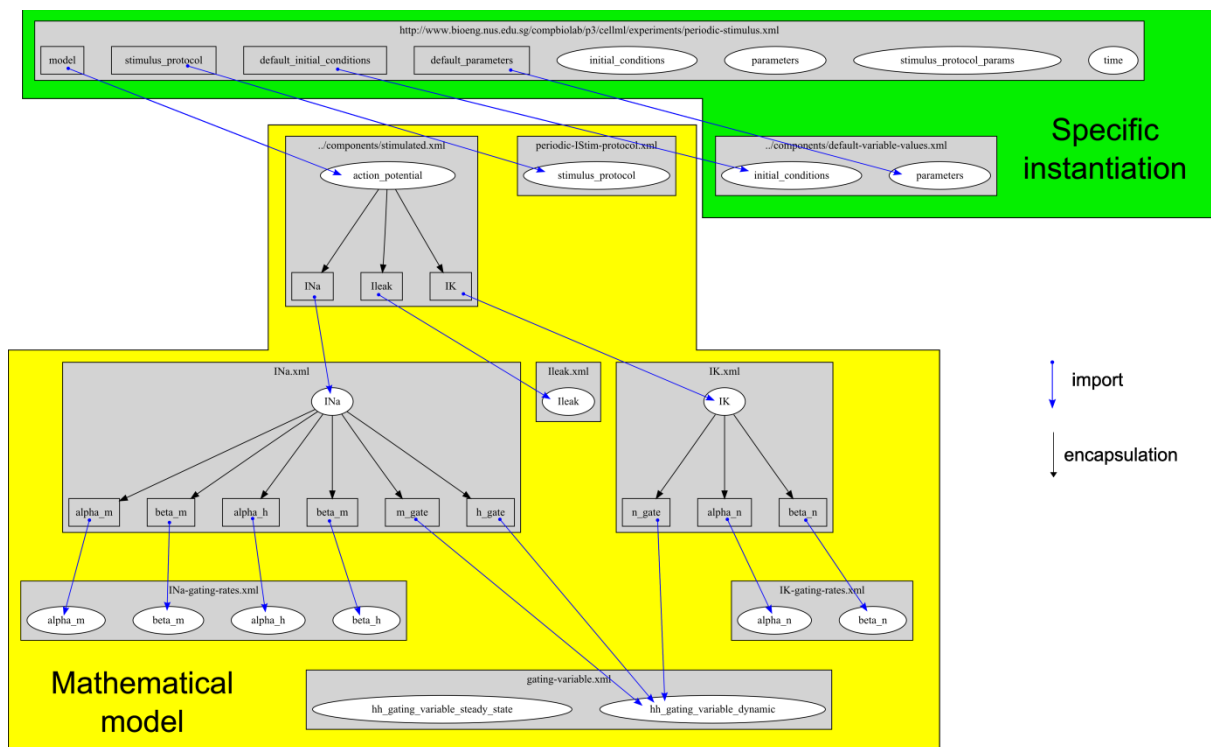 http://www.bioeng.nus.edu.sg/compbiolab/p3/cellml/experiments/periodic-stimulus.xml
model
stimulus_protocol
default_initial_conditions
default_parameters
initial_conditions
parameters
stimulus_protocol_params
time
Specific
instantiation
../components/stimulated.xml
periodic-IStim-protocol.xml
../components/default-variable-values.xml
action_potential
stimulus_protocol
initial_conditions
parameters
INa
Ileak
IK
INa.xml
Ileak.xml
IK.xml
INa
Ileak
IK
import
encapsulation
alpha_m
beta_m
alpha_h
beta_m
m_gate
h_gate
n_gate
alpha_n
beta_n
INa-gating-rates.xml
IK-gating-rates.xml
alpha_m
beta_m
alpha_h
beta_h
alpha_n
beta_n
Mathematical
model
gating-variable.xml
hh_gating_variable_steady_state
hh_gating_variable_dynamic